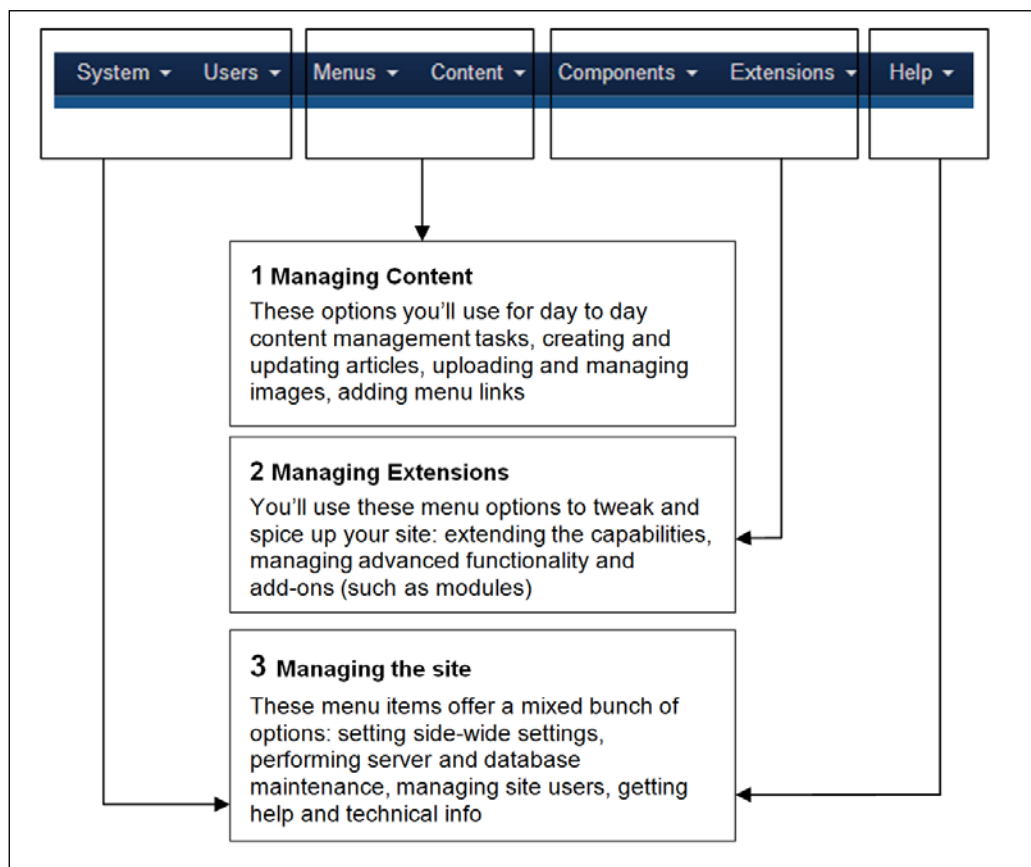 System Users Menus Content Components Extensions Help
1 Managing Content
These options you’ll use for day to day
content management tasks, creating and
updating articles, uploading and managing
images, adding menu links
2 Managing Extensions
You’ll use these menu options to tweak and
spice up your site: extending the capabilities,
managing advanced functionality and
add-ons (such as modules)
3 Managing the site
These menu items offer a mixed bunch of
options: setting side-wide settings,
performing server and database
maintenance, managing site users, getting
help and technical info